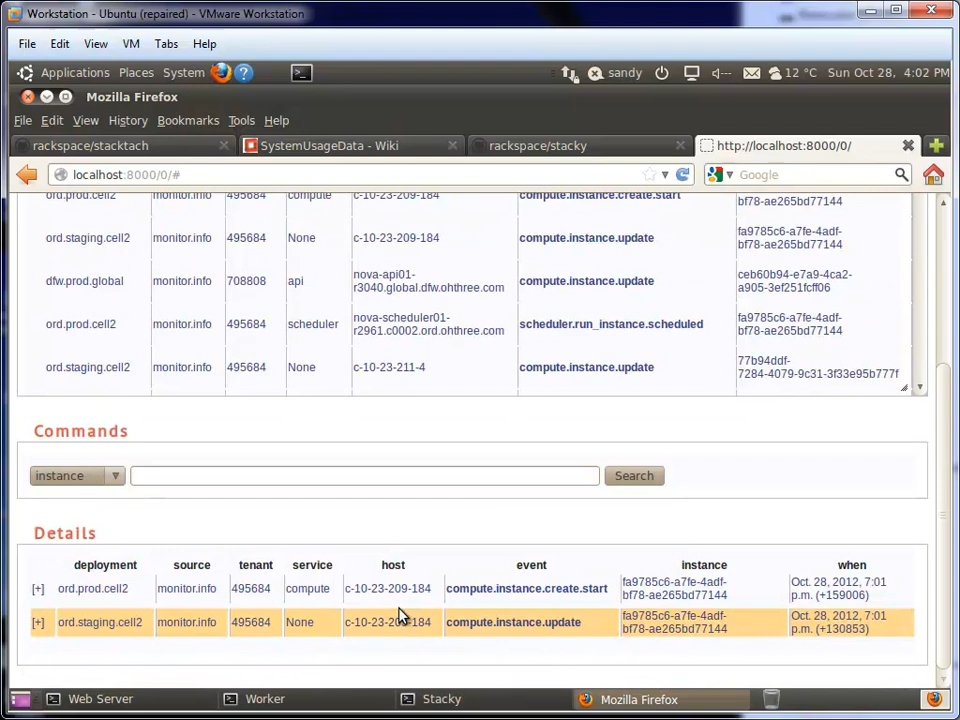 Workstation - Ubuntu (repaired) - VMware Workstation
File Edit View VM Tabs Help
Applications Places System sandy 12 °C Sun Oct 28, 4:02 PM
Mozilla Firefox
File Edit View History Bookmarks Tools Help
rackspace/stacktach SystemUsageData - Wiki rackspace/stacky http://localhost:8000/0/
localhost:8000/0/# Google
ord.prod.cell2 monitor.info 495684 compute c-10-23-209-184 compute.instance.create.start
bf78-ae265bd77144
ord.staging.cell2 monitor.info 495684 None c-10-23-209-184 compute.instance.update fa9785c6-a7fe-4adf-
bf78-ae265bd77144
dfw.prod.global monitor.info 708808 api nova-api01-
r3040.global.dfw.ohthree.com compute.instance.update ceb60b94-e7a9-4ca2-
a905-3ef251fcff06
ord.prod.cell2 monitor.info 495684 scheduler nova-scheduler01-
r2961.c0002.ord.ohthree.com scheduler.run_instance.scheduled fa9785c6-a7fe-4adf-
bf78-ae265bd77144
ord.staging.cell2 monitor.info 495684 None c-10-23-211-4 compute.instance.update 77b94ddf-
7284-4079-9c31-3f33e95b777f
Commands
instance Search
Details
deployment source tenant service host event instance when
[+] ord.prod.cell2 monitor.info 495684 compute c-10-23-209-184 compute.instance.create.start fa9785c6-a7fe-4adf-
bf78-ae265bd77144 Oct. 28, 2012, 7:01
p.m. (+159006)
[+] ord.staging.cell2 monitor.info 495684 None c-10-23-209-184 compute.instance.update fa9785c6-a7fe-4adf-
bf78-ae265bd77144 Oct. 28, 2012, 7:01
p.m. (+130853)
Web Server Worker Stacky Mozilla Firefox